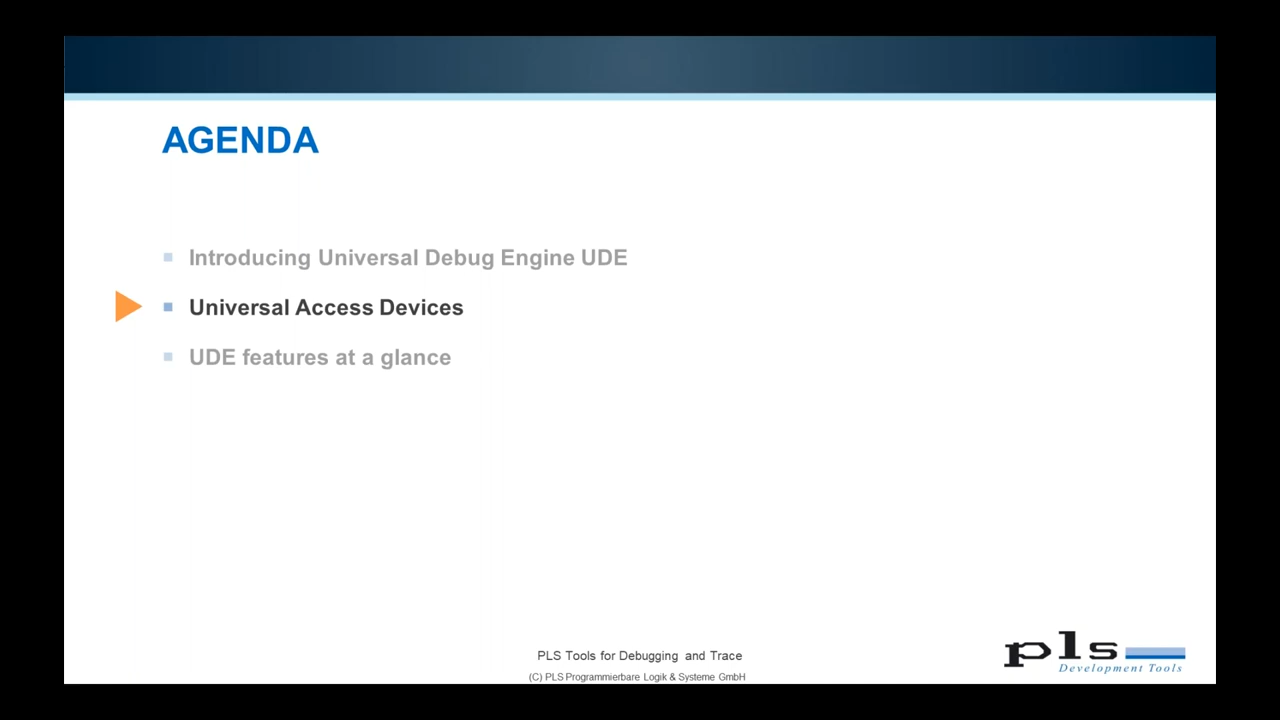 AGENDA
Introducing Universal Debug Engine UDE
Universal Access Devices
UDE features at a glance
PLS Tools for Debugging and Trace
(C) PLS Programmierbare Logik & Systeme GmbH
pls
Development Tools